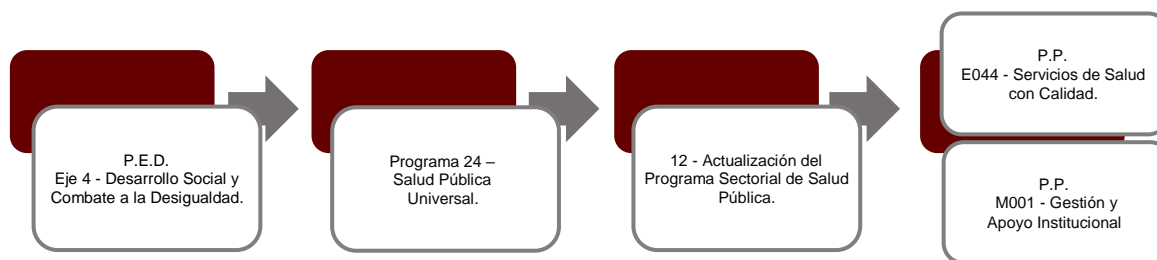 P.E.D.
Eje 4 - Desarrollo Social y
Combate a la Desigualdad.
Programa 24 –
Salud Pública
Universal.
12 - Actualización del
Programa Sectorial de Salud
Pública.
P.P.
E044 - Servicios de Salud
con Calidad.
P.P.
M001 - Gestión y
Apoyo Institucional